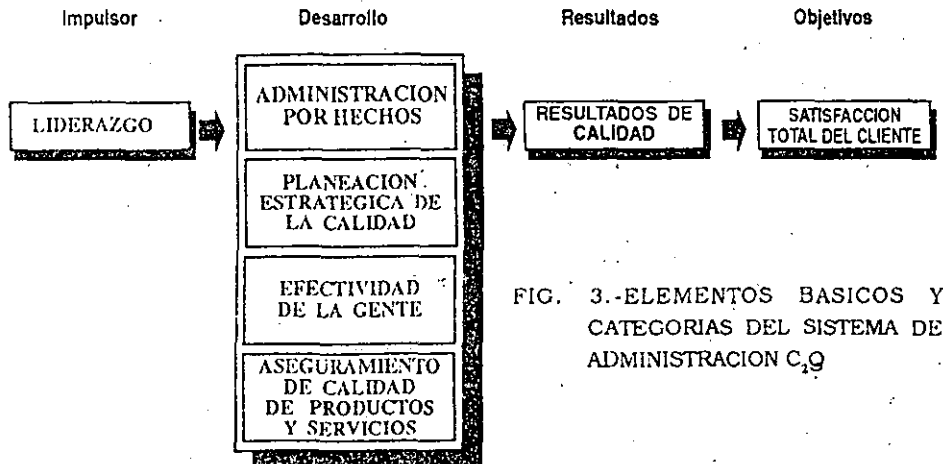 Impulsor
Desarrollo
Resultados
Objetivos
LIDERAZGO
ADMINISTRACION
POR HECHOS
PLANEACION
ESTRATEGICA DE
LA CALIDAD
EFECTIVIDAD
DE LA GENTE
ASEGURAMIENTO
DE CALIDAD
DE PRODUCTOS
Y SERVICIOS
RESULTADOS DE
CALIDAD
SATISFACCION
TOTAL DEL CLIENTE
FIG. 3.-ELEMENTOS BASICOS Y
CATEGORIAS DEL SISTEMA DE
ADMINISTRACION C₂Q